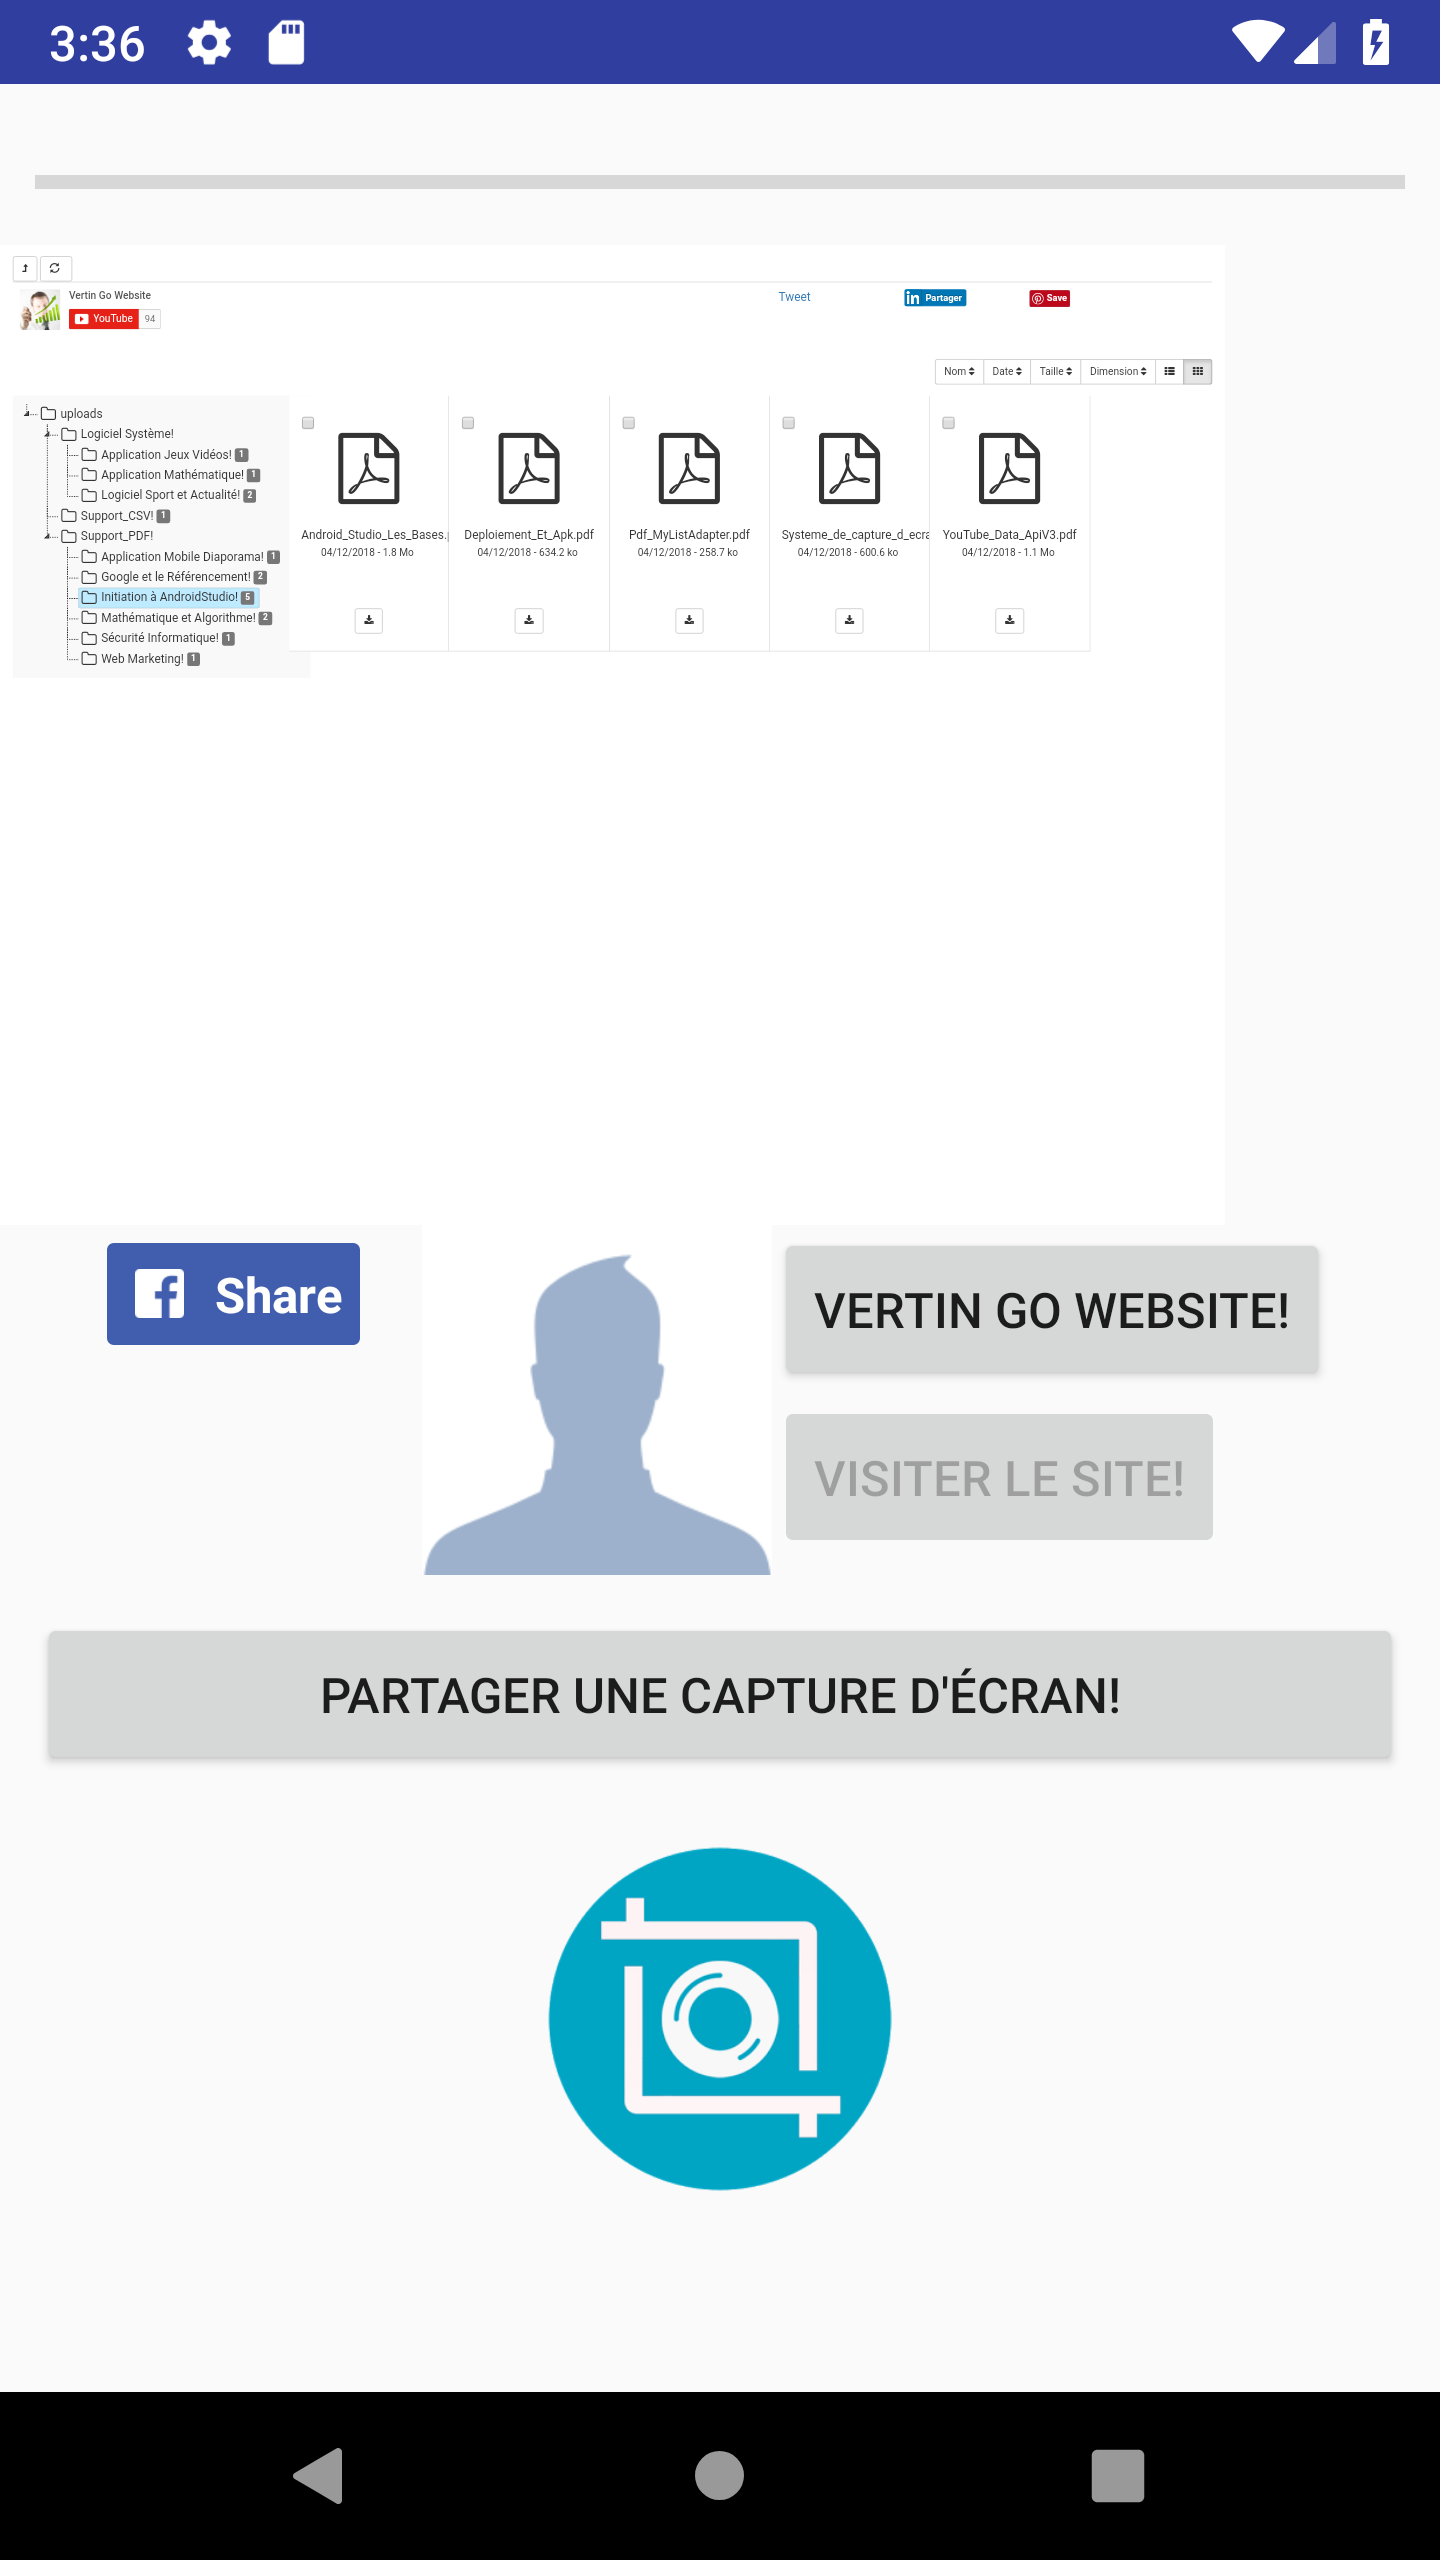 3:36
Vertin Go Website
YouTube 94
Tweet
in Partager
Save
Nom Date Taille Dimension
uploads
Logiciel Système!
Application Jeux Vidéos! 1
Application Mathématique! 1
Logiciel Sport et Actualité! 2
Support_CSV! 1
Support_PDF!
Application Mobile Diaporama! 1
Google et le Référencement! 2
Initiation à AndroidStudio! 5
Mathématique et Algorithme! 2
Sécurité Informatique! 1
Web Marketing! 1
Android_Studio_Les_Bases.
04/12/2018 - 1.8 Mo
Deploiement_Et_Apk.pdf
04/12/2018 - 634.2 ko
Pdf_MyListAdapter.pdf
04/12/2018 - 258.7 ko
Systeme_de_capture_d_ecra
04/12/2018 - 600.6 ko
YouTube_Data_ApiV3.pdf
04/12/2018 - 1.1 Mo
Share
VERTIN GO WEBSITE!
VISITER LE SITE!
PARTAGER UNE CAPTURE D'ÉCRAN!